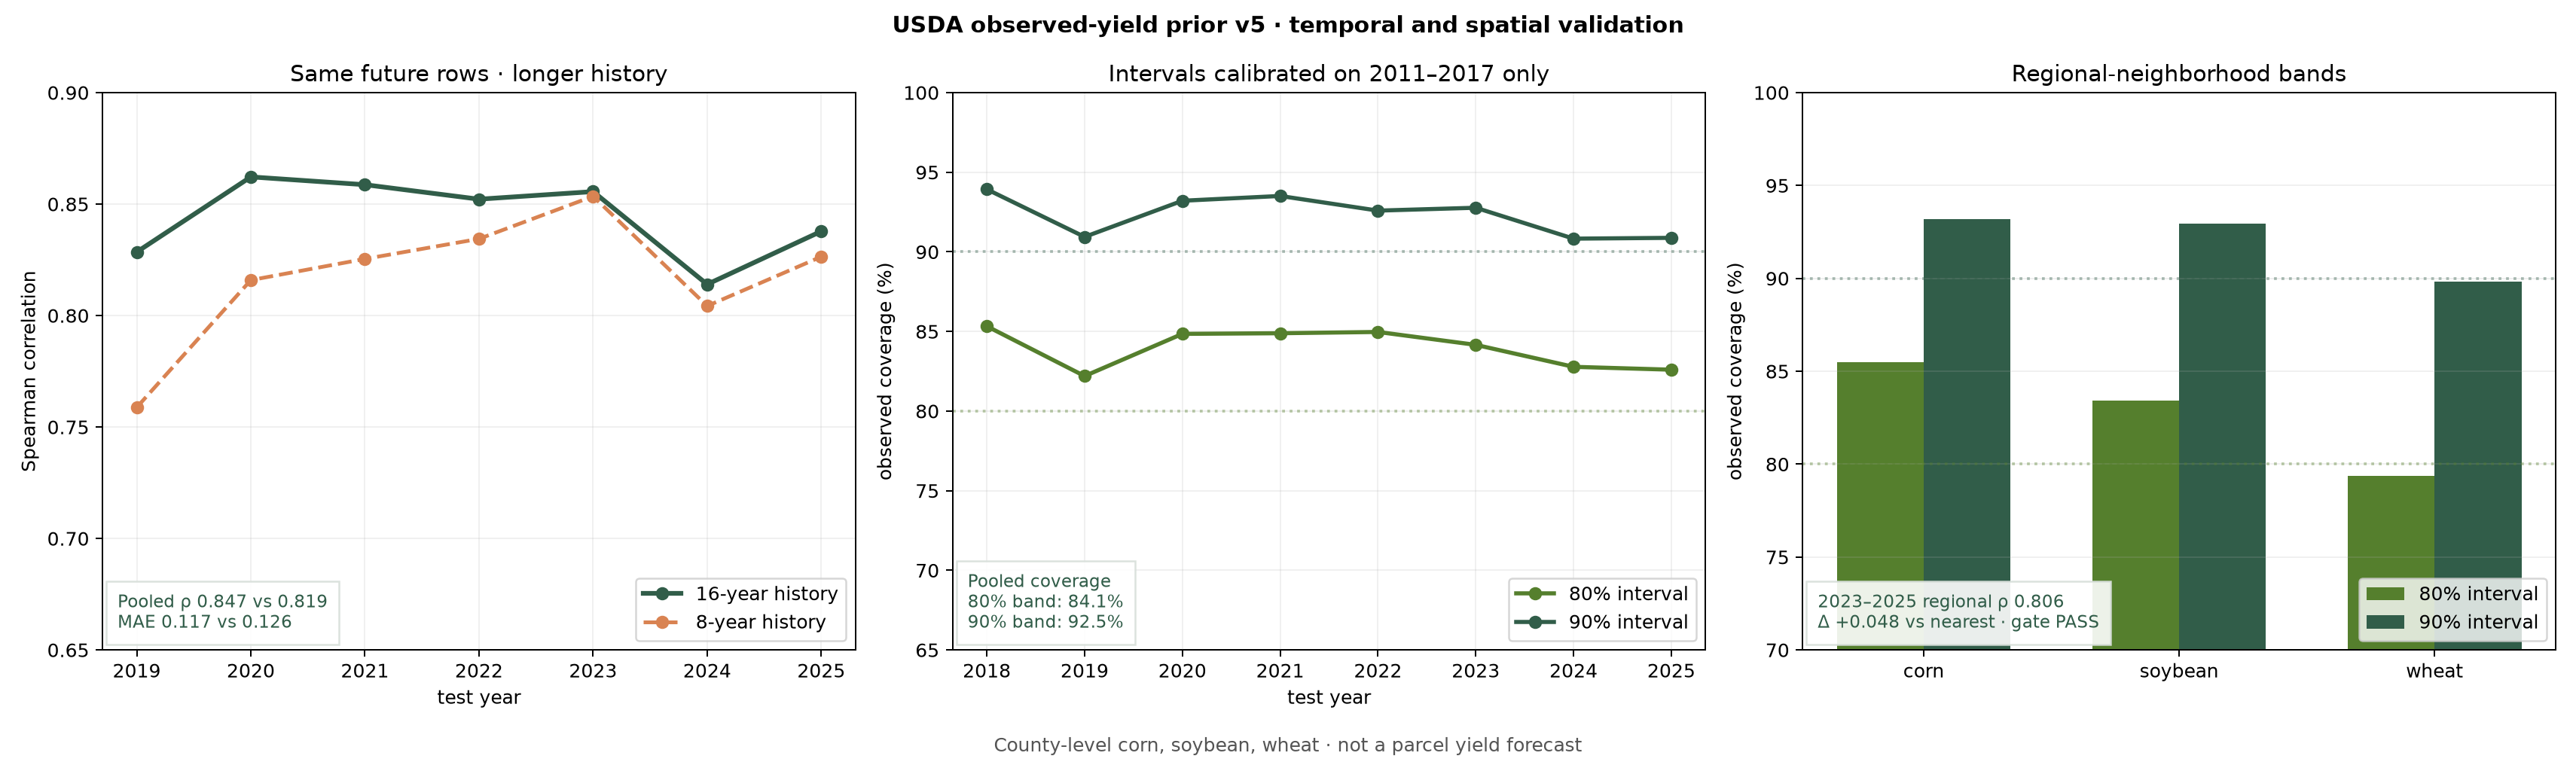 USDA observed-yield prior v5 · temporal and spatial validation
Same future rows · longer history
Spearman correlation
0.90
0.85
0.80
0.75
0.70
0.65
Pooled ρ 0.847 vs 0.819
MAE 0.117 vs 0.126
16-year history
8-year history
2019 2020 2021 2022 2023 2024 2025
test year
Intervals calibrated on 2011–2017 only
observed coverage (%)
100
95
90
85
80
75
70
65
Pooled coverage
80% band: 84.1%
90% band: 92.5%
80% interval
90% interval
2018 2019 2020 2021 2022 2023 2024 2025
test year
Regional-neighborhood bands
observed coverage (%)
100
95
90
85
80
75
70
2023–2025 regional ρ 0.806
Δ +0.048 vs nearest · gate PASS
80% interval
90% interval
corn soybean wheat
County-level corn, soybean, wheat · not a parcel yield forecast